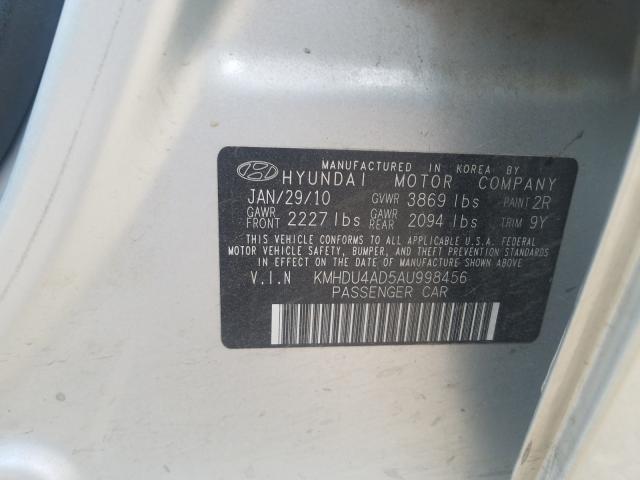 MANUFACTURED IN KOREA BY
HYUNDAI MOTOR COMPANY
JAN/29/10 GVWR 3869 lbs PAINT 2R
GAWR FRONT 2227 lbs GAWR REAR 2094 lbs TRIM 9Y
THIS VEHICLE CONFORMS TO ALL APPLICABLE U.S.A. FEDERAL
MOTOR VEHICLE SAFETY, BUMPER, AND THEFT PREVENTION STANDARDS
IN EFFECT ON THE DATE OF MANUFACTURE SHOWN ABOVE.
V.I.N KMHDU4AD5AU998456
PASSENGER CAR